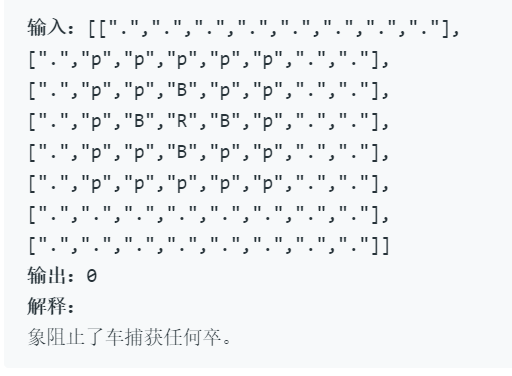 输入：[[".",".",".",".",".",".",".","."],
[".","p","p","p","p","p",".","."],
[".","p","p","B","p","p",".","."],
[".","p","B","R","B","p",".","."],
[".","p","p","B","p","p",".","."],
[".","p","p","p","p","p",".","."],
[".",".",".",".",".",".",".","."],
[".",".",".",".",".",".",".","."]]
输出：0
解释：
象阻止了车捕获任何卒。